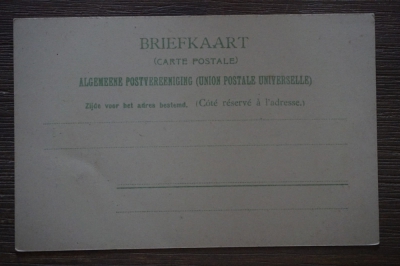 BRIEFKAART
(CARTE POSTALE)
ALGEMEENE POSTVEREENIGING (UNION POSTALE UNIVERSELLE)
Zijde voor het adres bestemd. (Côté réservé à l'adresse.)